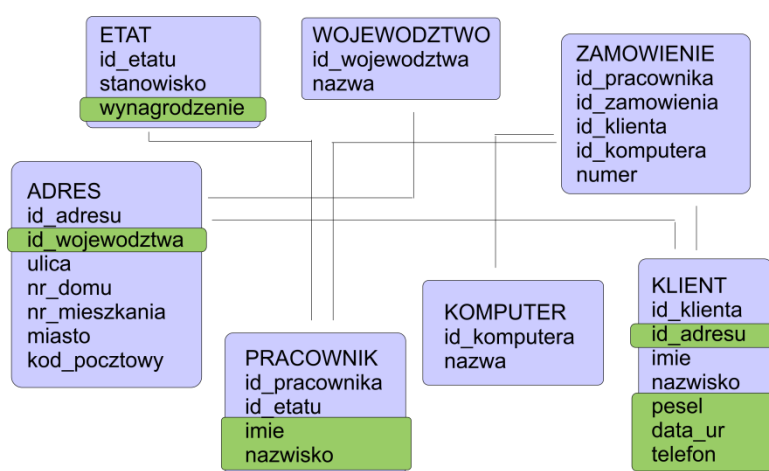 ETAT
id_etatu
stanowisko
wynagrodzenie
WOJEWODZTWO
id_wojewodztwa
nazwa
ZAMOWIENIE
id_pracownika
id_zamowienia
id_klienta
id_komputera
numer
ADRES
id_adresu
id_wojewodztwa
ulica
nr_domu
nr_mieszkania
miasto
kod_pocztowy
PRACOWNIK
id_pracownika
id_etatu
imie
nazwisko
KOMPUTER
id_komputera
nazwa
KLIENT
id_klienta
id_adresu
imie
nazwisko
pesel
data_ur
telefon